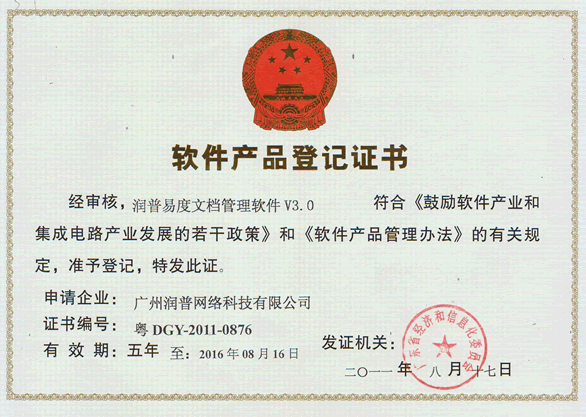 软件产品登记证书
经审核，润普易度文档管理软件 V3.0 符合《鼓励软件产业和
集成电路产业发展的若干政策》和《软件产品管理办法》的有关规
定，准予登记，特发此证。
申请企业：广州润普网络科技有限公司
证书编号：粤 DGY-2011-0876
有 效 期：五年 至：2016 年 08 月 16 日
发证机关：
广东省经济和信息化委员会
二〇一一 年 八 月 十七 日